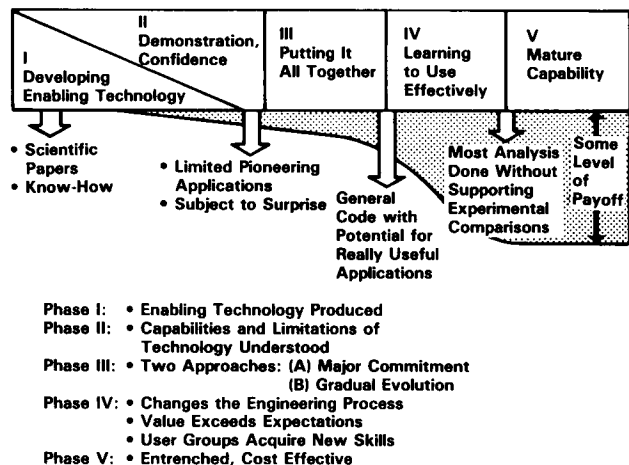 I
Developing
Enabling Technology
II
Demonstration,
Confidence
III
Putting It
All Together
IV
Learning
to Use
Effectively
V
Mature
Capability
• Scientific
Papers
• Know-How
• Limited Pioneering
Applications
• Subject to Surprise
General
Code with
Potential for
Really Useful
Applications
Most Analysis
Done Without
Supporting
Experimental
Comparisons
Some
Level
of
Payoff
Phase I: • Enabling Technology Produced
Phase II: • Capabilities and Limitations of
Technology Understood
Phase III: • Two Approaches: (A) Major Commitment
(B) Gradual Evolution
Phase IV: • Changes the Engineering Process
• Value Exceeds Expectations
• User Groups Acquire New Skills
Phase V: • Entrenched, Cost Effective